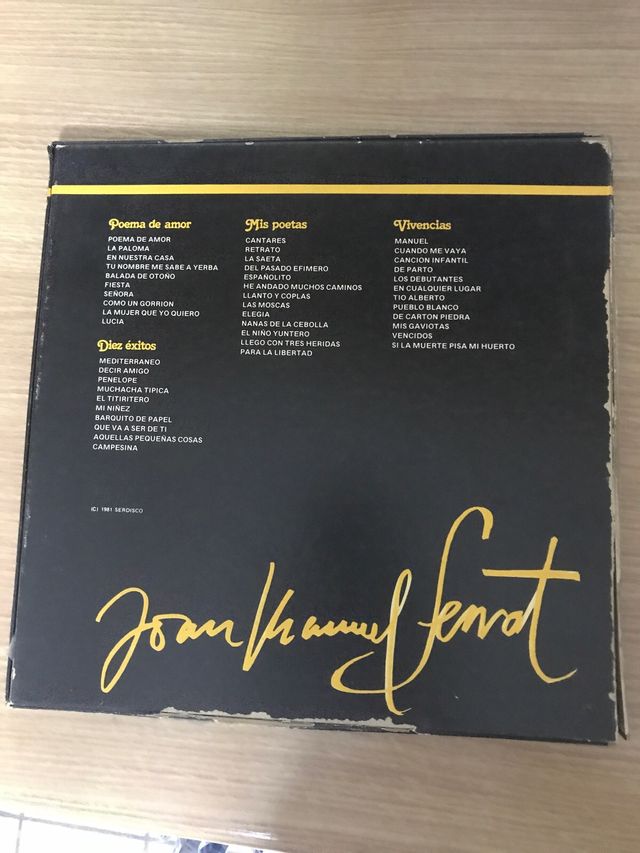 Poema de amor
POEMA DE AMOR
LA PALOMA
EN NUESTRA CASA
TU NOMBRE ME SABE A YERBA
BALADA DE OTOÑO
FIESTA
SEÑORA
COMO UN GORRION
LA MUJER QUE YO QUIERO
LUCIA
Diez éxitos
MEDITERRANEO
DECIR AMIGO
PENELOPE
MUCHACHA TIPICA
EL TITIRITERO
MI NIÑEZ
BARQUITO DE PAPEL
QUE VA A SER DE TI
AQUELLAS PEQUEÑAS COSAS
CAMPESINA
Mis poetas
CANTARES
RETRATO
LA SAETA
DEL PASADO EFIMERO
ESPAÑOLITO
HE ANDADO MUCHOS CAMINOS
LLANTO Y COPLAS
LAS MOSCAS
ELEGIA
NANAS DE LA CEBOLLA
EL NIÑO YUNTERO
LLEGO CON TRES HERIDAS
PARA LA LIBERTAD
Vivencias
MANUEL
CUANDO ME VAYA
CANCION INFANTIL
DE PARTO
LOS DEBUTANTES
EN CUALQUIER LUGAR
TIO ALBERTO
PUEBLO BLANCO
DE CARTON PIEDRA
MIS GAVIOTAS
VENCIDOS
SI LA MUERTE PISA MI HUERTO
(C) 1981 SERDISCO
Joan Manuel Serrat